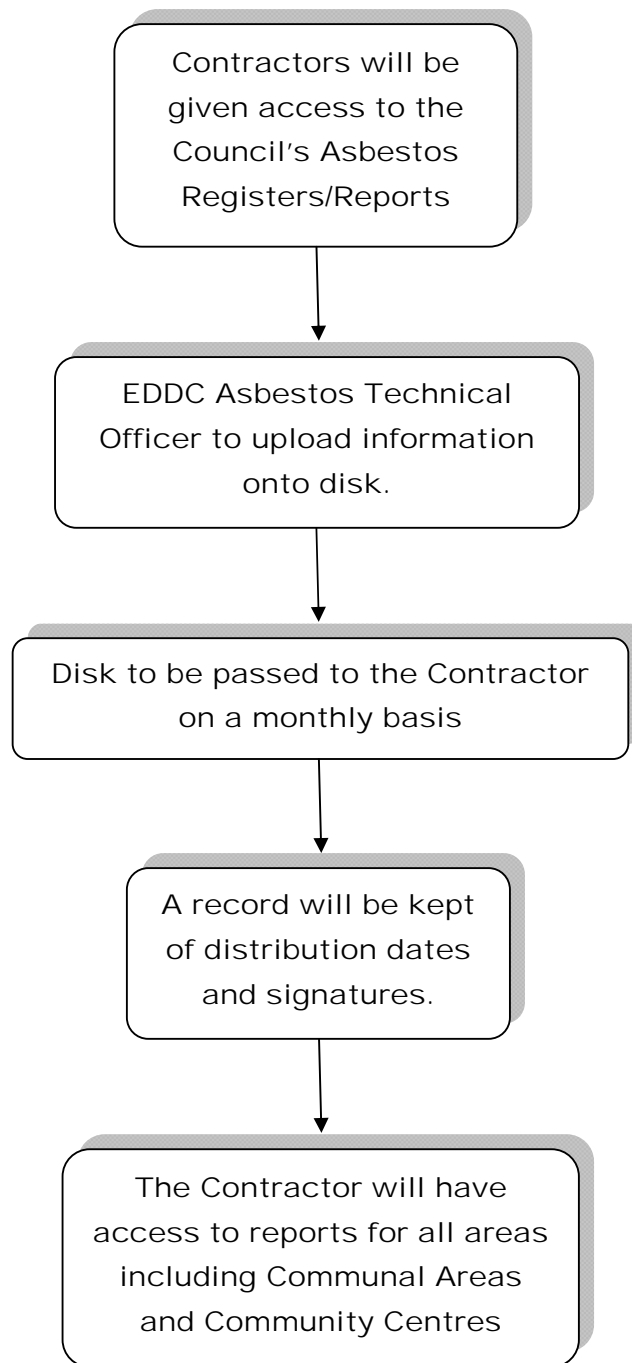 Contractors will be
given access to the
Council's Asbestos
Registers/Reports
EDDC Asbestos Technical
Officer to upload information
onto disk.
Disk to be passed to the Contractor
on a monthly basis
A record will be kept
of distribution dates
and signatures.
The Contractor will have
access to reports for all areas
including Communal Areas
and Community Centres